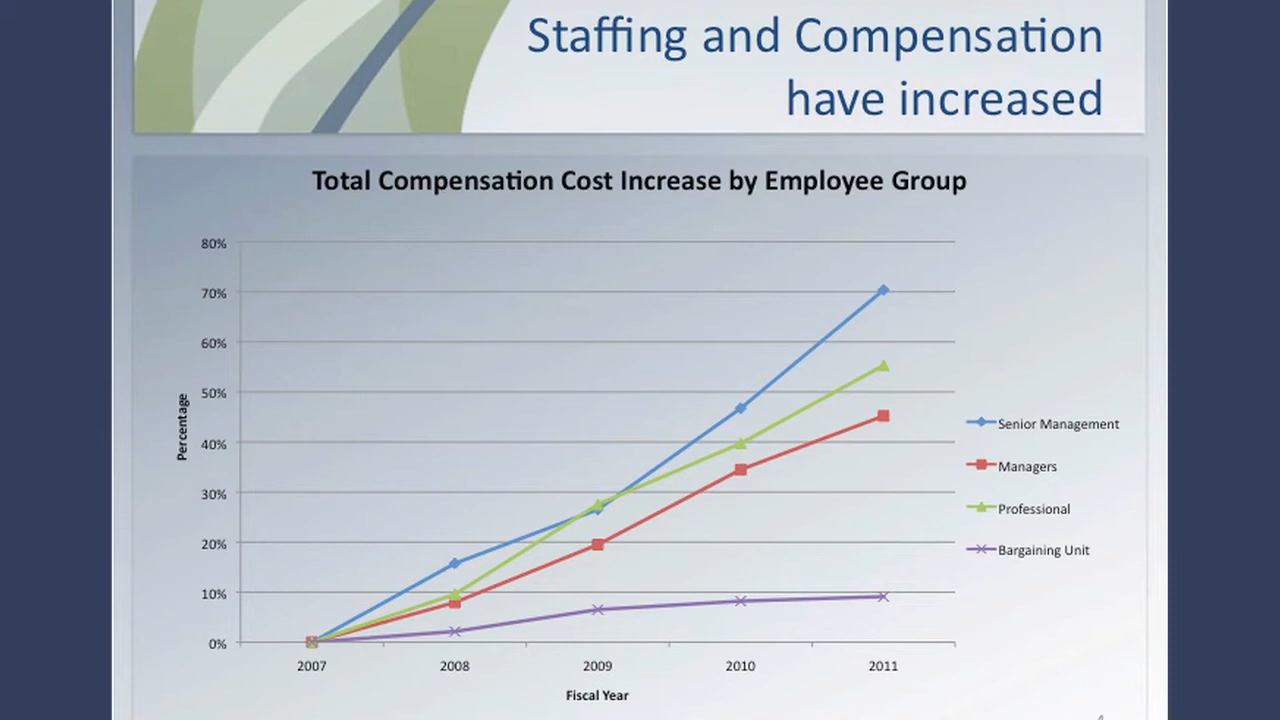 Staffing and Compensation
have increased
Total Compensation Cost Increase by Employee Group
80%
70%
60%
50%
40%
30%
20%
10%
0%
Percentage
2007 2008 2009 2010 2011
Fiscal Year
Senior Management
Managers
Professional
Bargaining Unit